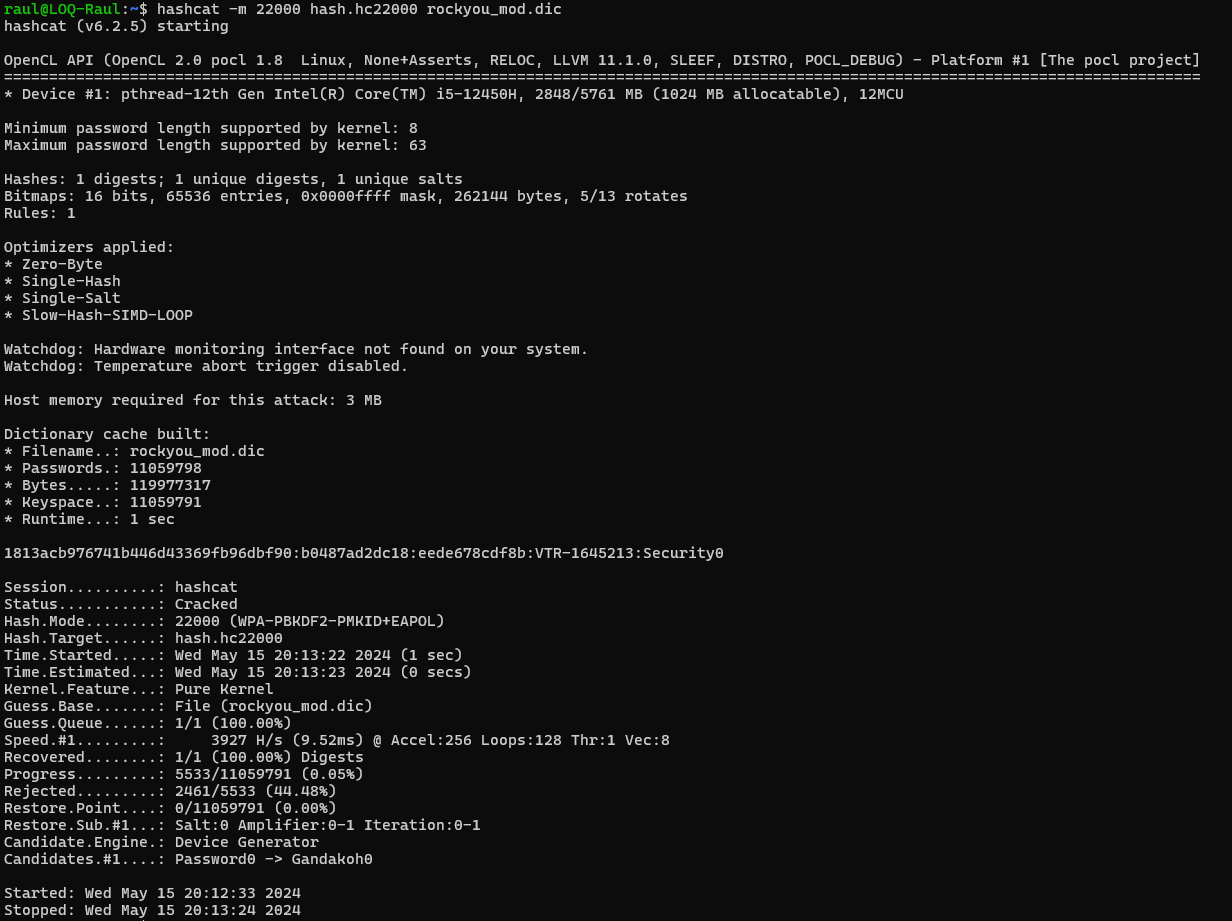 raul@LOQ-Raul:~$ hashcat -m 22000 hash.hc22000 rockyou_mod.dic
hashcat (v6.2.5) starting

OpenCL API (OpenCL 2.0 pocl 1.8  Linux, None+Asserts, RELOC, LLVM 11.1.0, SLEEF, DISTRO, POCL_DEBUG) - Platform #1 [The pocl project]
=====================================================================================================================================
* Device #1: pthread-12th Gen Intel(R) Core(TM) i5-12450H, 2848/5761 MB (1024 MB allocatable), 12MCU

Minimum password length supported by kernel: 8
Maximum password length supported by kernel: 63

Hashes: 1 digests; 1 unique digests, 1 unique salts
Bitmaps: 16 bits, 65536 entries, 0x0000ffff mask, 262144 bytes, 5/13 rotates
Rules: 1

Optimizers applied:
* Zero-Byte
* Single-Hash
* Single-Salt
* Slow-Hash-SIMD-LOOP

Watchdog: Hardware monitoring interface not found on your system.
Watchdog: Temperature abort trigger disabled.

Host memory required for this attack: 3 MB

Dictionary cache built:
* Filename..: rockyou_mod.dic
* Passwords.: 11059798
* Bytes.....: 119977317
* Keyspace..: 11059791
* Runtime...: 1 sec

1813acb976741b446d43369fb96dbf90:b0487ad2dc18:eede678cdf8b:VTR-1645213:Security0

Session..........: hashcat
Status...........: Cracked
Hash.Mode........: 22000 (WPA-PBKDF2-PMKID+EAPOL)
Hash.Target......: hash.hc22000
Time.Started.....: Wed May 15 20:13:22 2024 (1 sec)
Time.Estimated...: Wed May 15 20:13:23 2024 (0 secs)
Kernel.Feature...: Pure Kernel
Guess.Base.......: File (rockyou_mod.dic)
Guess.Queue......: 1/1 (100.00%)
Speed.#1.........:     3927 H/s (9.52ms) @ Accel:256 Loops:128 Thr:1 Vec:8
Recovered........: 1/1 (100.00%) Digests
Progress.........: 5533/11059791 (0.05%)
Rejected.........: 2461/5533 (44.48%)
Restore.Point....: 0/11059791 (0.00%)
Restore.Sub.#1...: Salt:0 Amplifier:0-1 Iteration:0-1
Candidate.Engine.: Device Generator
Candidates.#1....: Password0 -> Gandakoh0

Started: Wed May 15 20:12:33 2024
Stopped: Wed May 15 20:13:24 2024